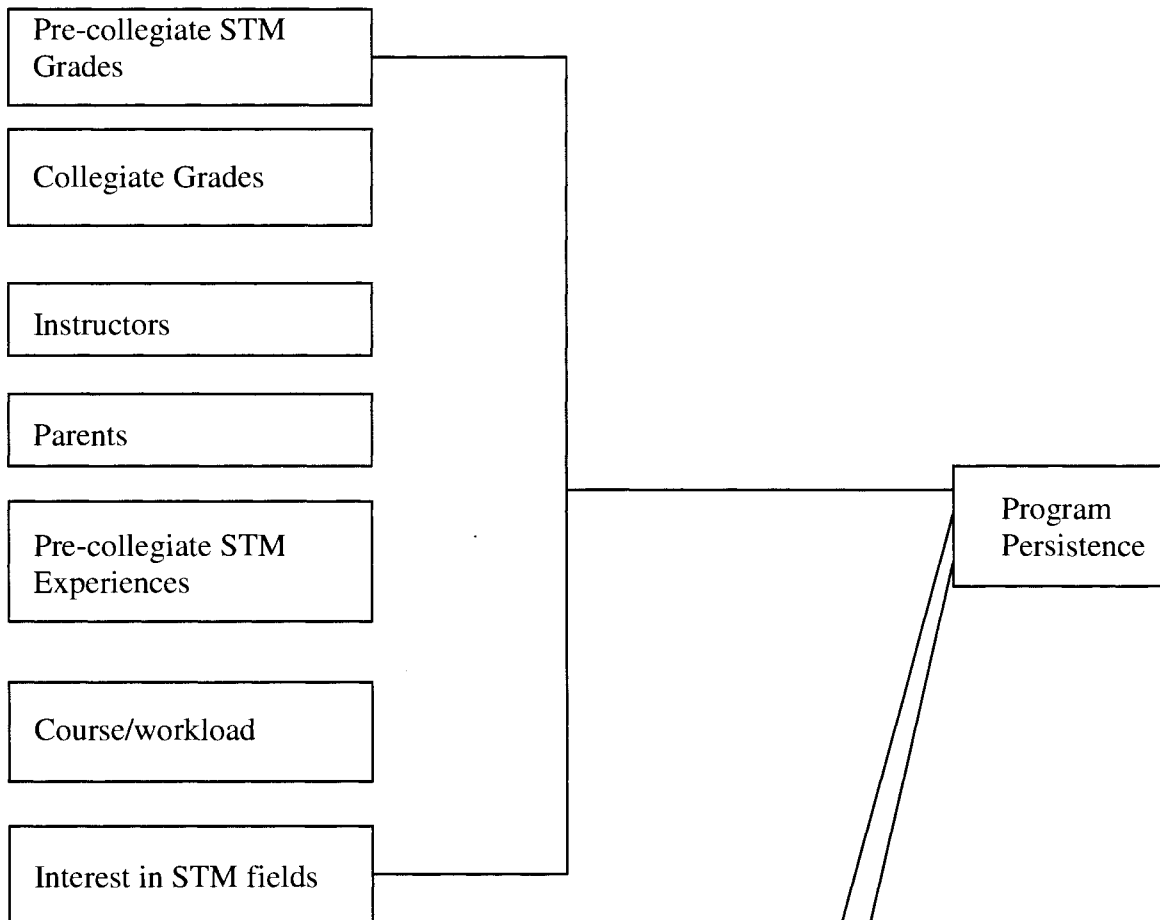 Pre-collegiate STM
Grades
Collegiate Grades
Instructors
Parents
Pre-collegiate STM
Experiences
Course/workload
Interest in STM fields
Program
Persistence